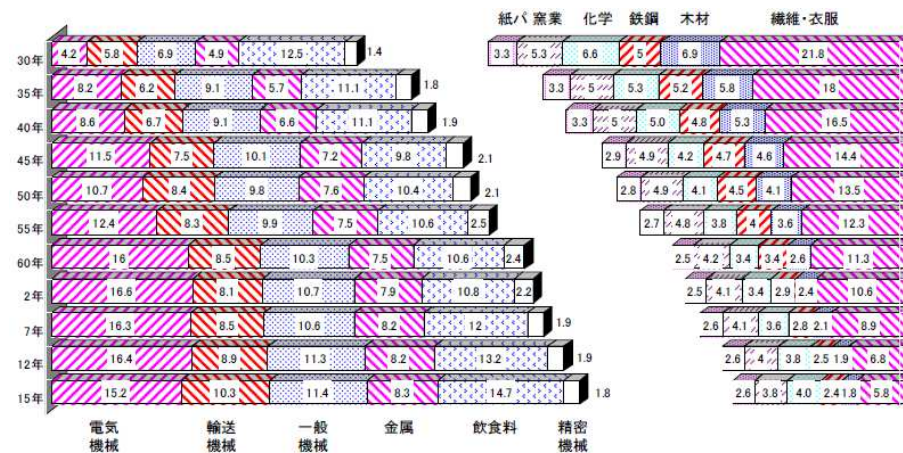 紙パ 窯業 化学 鉄鋼 木材 繊維・衣服
30年 4.2 5.8 6.9 4.9 12.5 1.4 3.3 5.3 6.6 5 6.9 21.8
35年 8.2 6.2 9.1 5.7 11.1 1.8 3.3 5 5.3 5.2 5.8 18
40年 8.6 6.7 9.1 6.6 11.1 1.9 3.3 5 5.0 4.8 5.3 16.5
45年 11.5 7.5 10.1 7.2 9.8 2.1 2.9 4.9 4.2 4.7 4.6 14.4
50年 10.7 8.4 9.8 7.6 10.4 2.1 2.8 4.9 4.1 4.5 4.1 13.5
55年 12.4 8.3 9.9 7.5 10.6 2.5 2.7 4.8 3.8 4 3.6 12.3
60年 16 8.5 10.3 7.5 10.6 2.4 2.5 4.2 3.4 3.4 2.6 11.3
2年 16.6 8.1 10.7 7.9 10.8 2.2 2.5 4.1 3.4 2.9 2.4 10.6
7年 16.3 8.5 10.6 8.2 12 1.9 2.6 4.1 3.6 2.8 2.1 8.9
12年 16.4 8.9 11.3 8.2 13.2 1.9 2.6 4 3.8 2.5 1.9 6.8
15年 15.2 10.3 11.4 8.3 14.7 1.8 2.6 3.8 4.0 2.4 1.8 5.8
電気 輸送 一般 金属 飲食料 精密
機械 機械 機械 機械